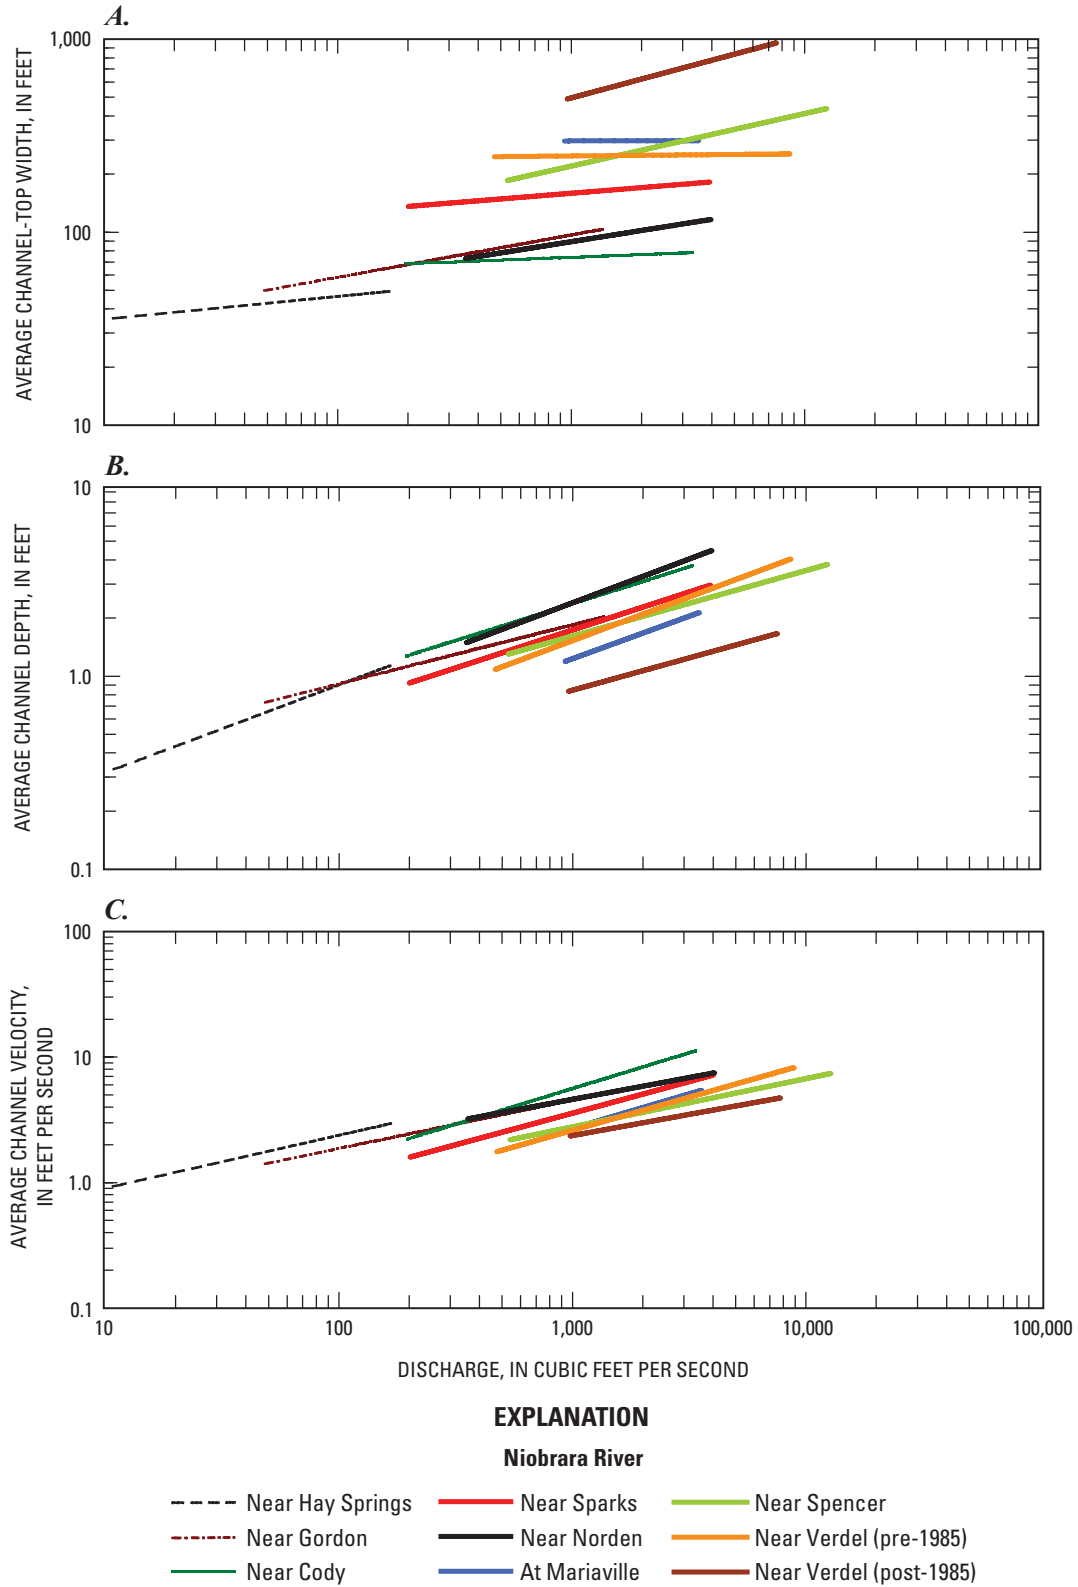 A.
1,000
100
10
AVERAGE CHANNEL-TOP WIDTH, IN FEET
B.
10
1.0
0.1
AVERAGE CHANNEL DEPTH, IN FEET
C.
100
10
1.0
0.1
AVERAGE CHANNEL VELOCITY,
IN FEET PER SECOND
10 100 1,000 10,000 100,000
DISCHARGE, IN CUBIC FEET PER SECOND
EXPLANATION
Niobrara River
Near Hay Springs Near Sparks Near Spencer
Near Gordon Near Norden Near Verdel (pre-1985)
Near Cody At Mariaville Near Verdel (post-1985)